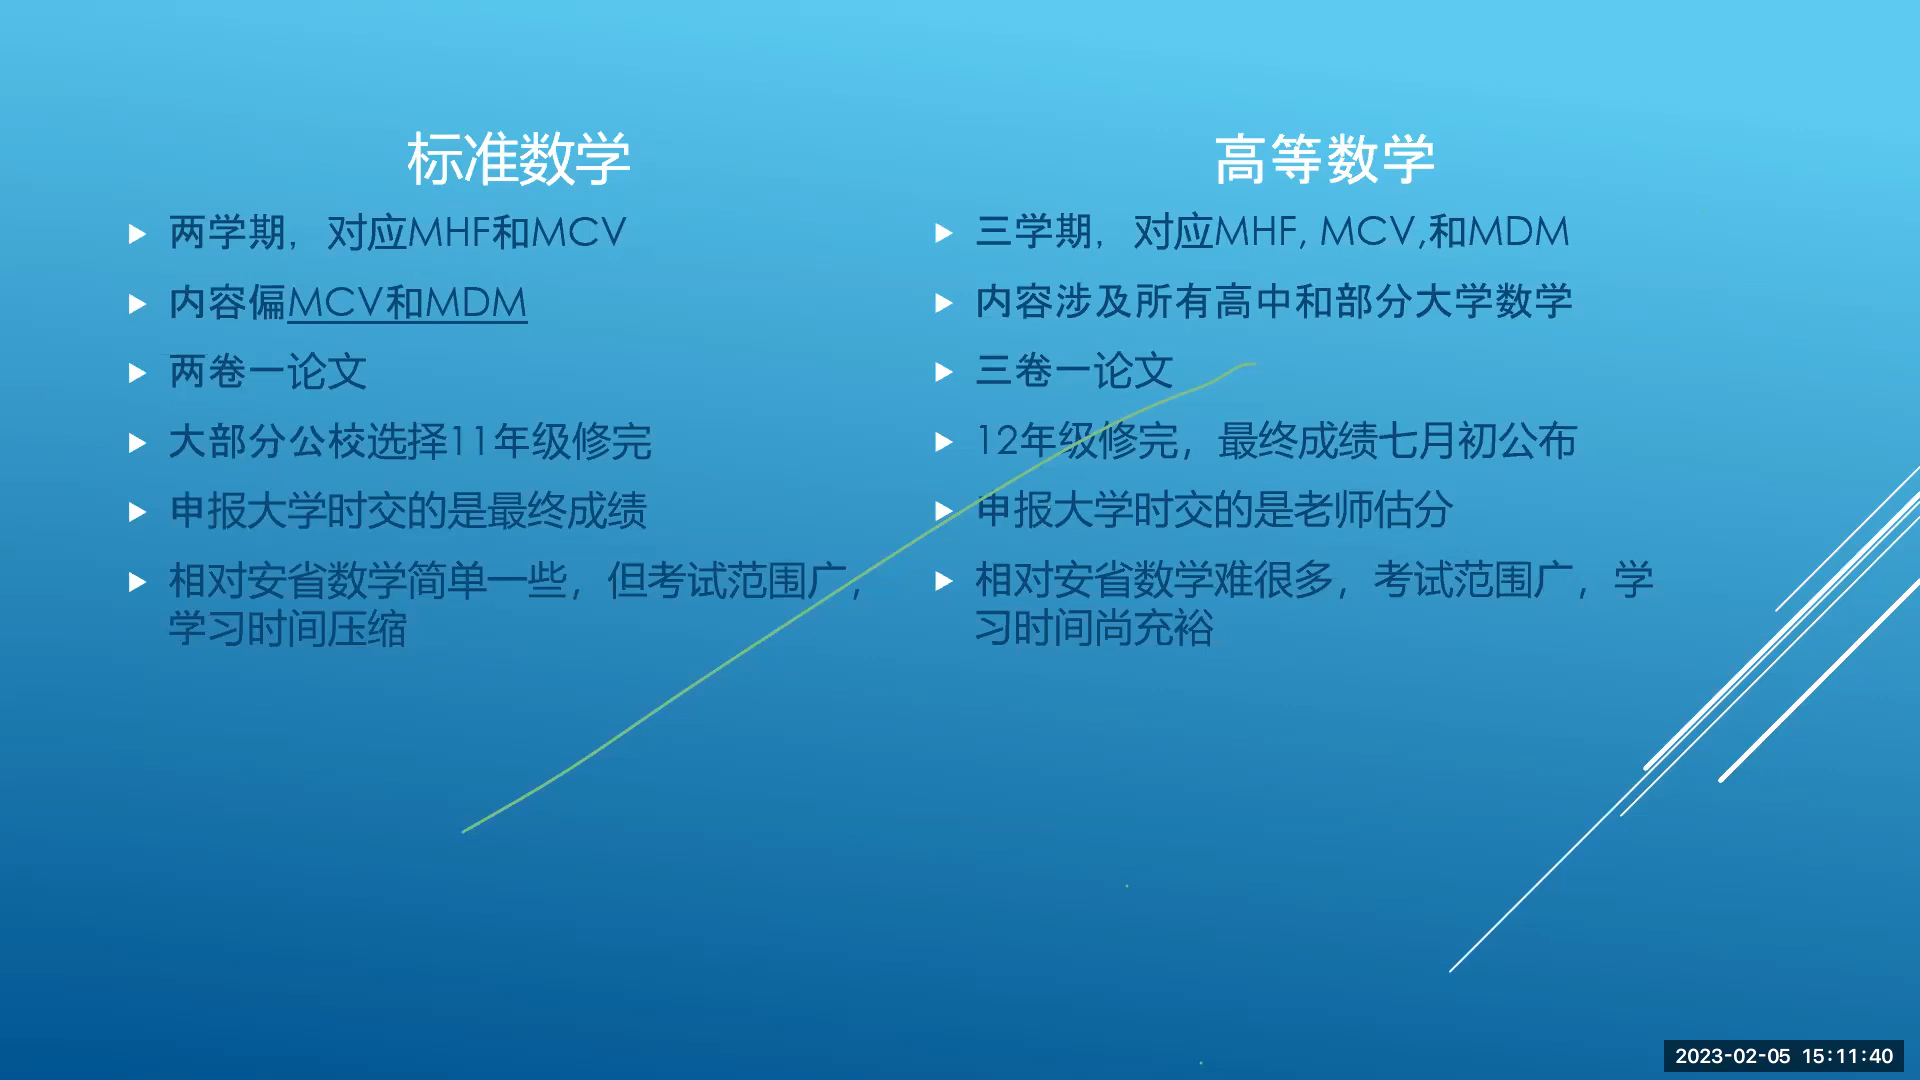 标准数学
两学期，对应MHF和MCV
内容偏MCV和MDM
两卷一论文
大部分公校选择11年级修完
申报大学时交的是最终成绩
相对安省数学简单一些，但考试范围广，
学习时间压缩
高等数学
三学期，对应MHF, MCV,和MDM
内容涉及所有高中和部分大学数学
三卷一论文
12年级修完，最终成绩七月初公布
申报大学时交的是老师估分
相对安省数学难很多，考试范围广，学
习时间尚充裕
2023-02-05 15:11:40